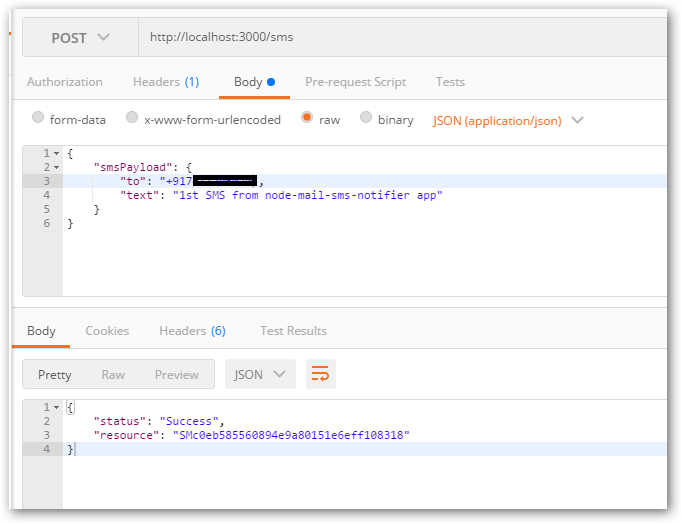 POST http://localhost:3000/sms
Authorization Headers (1) Body Pre-request Script Tests
form-data x-www-form-urlencoded raw binary JSON (application/json)
1 {
2 "smsPayload": {
3 "to": "+917 ,
4 "text": "1st SMS from node-mail-sms-notifier app"
5 }
6 }
Body Cookies Headers (6) Test Results
Pretty Raw Preview JSON
1 {
2 "status": "Success",
3 "resource": "SMc0eb585560894e9a80151e6eff108318"
4 }